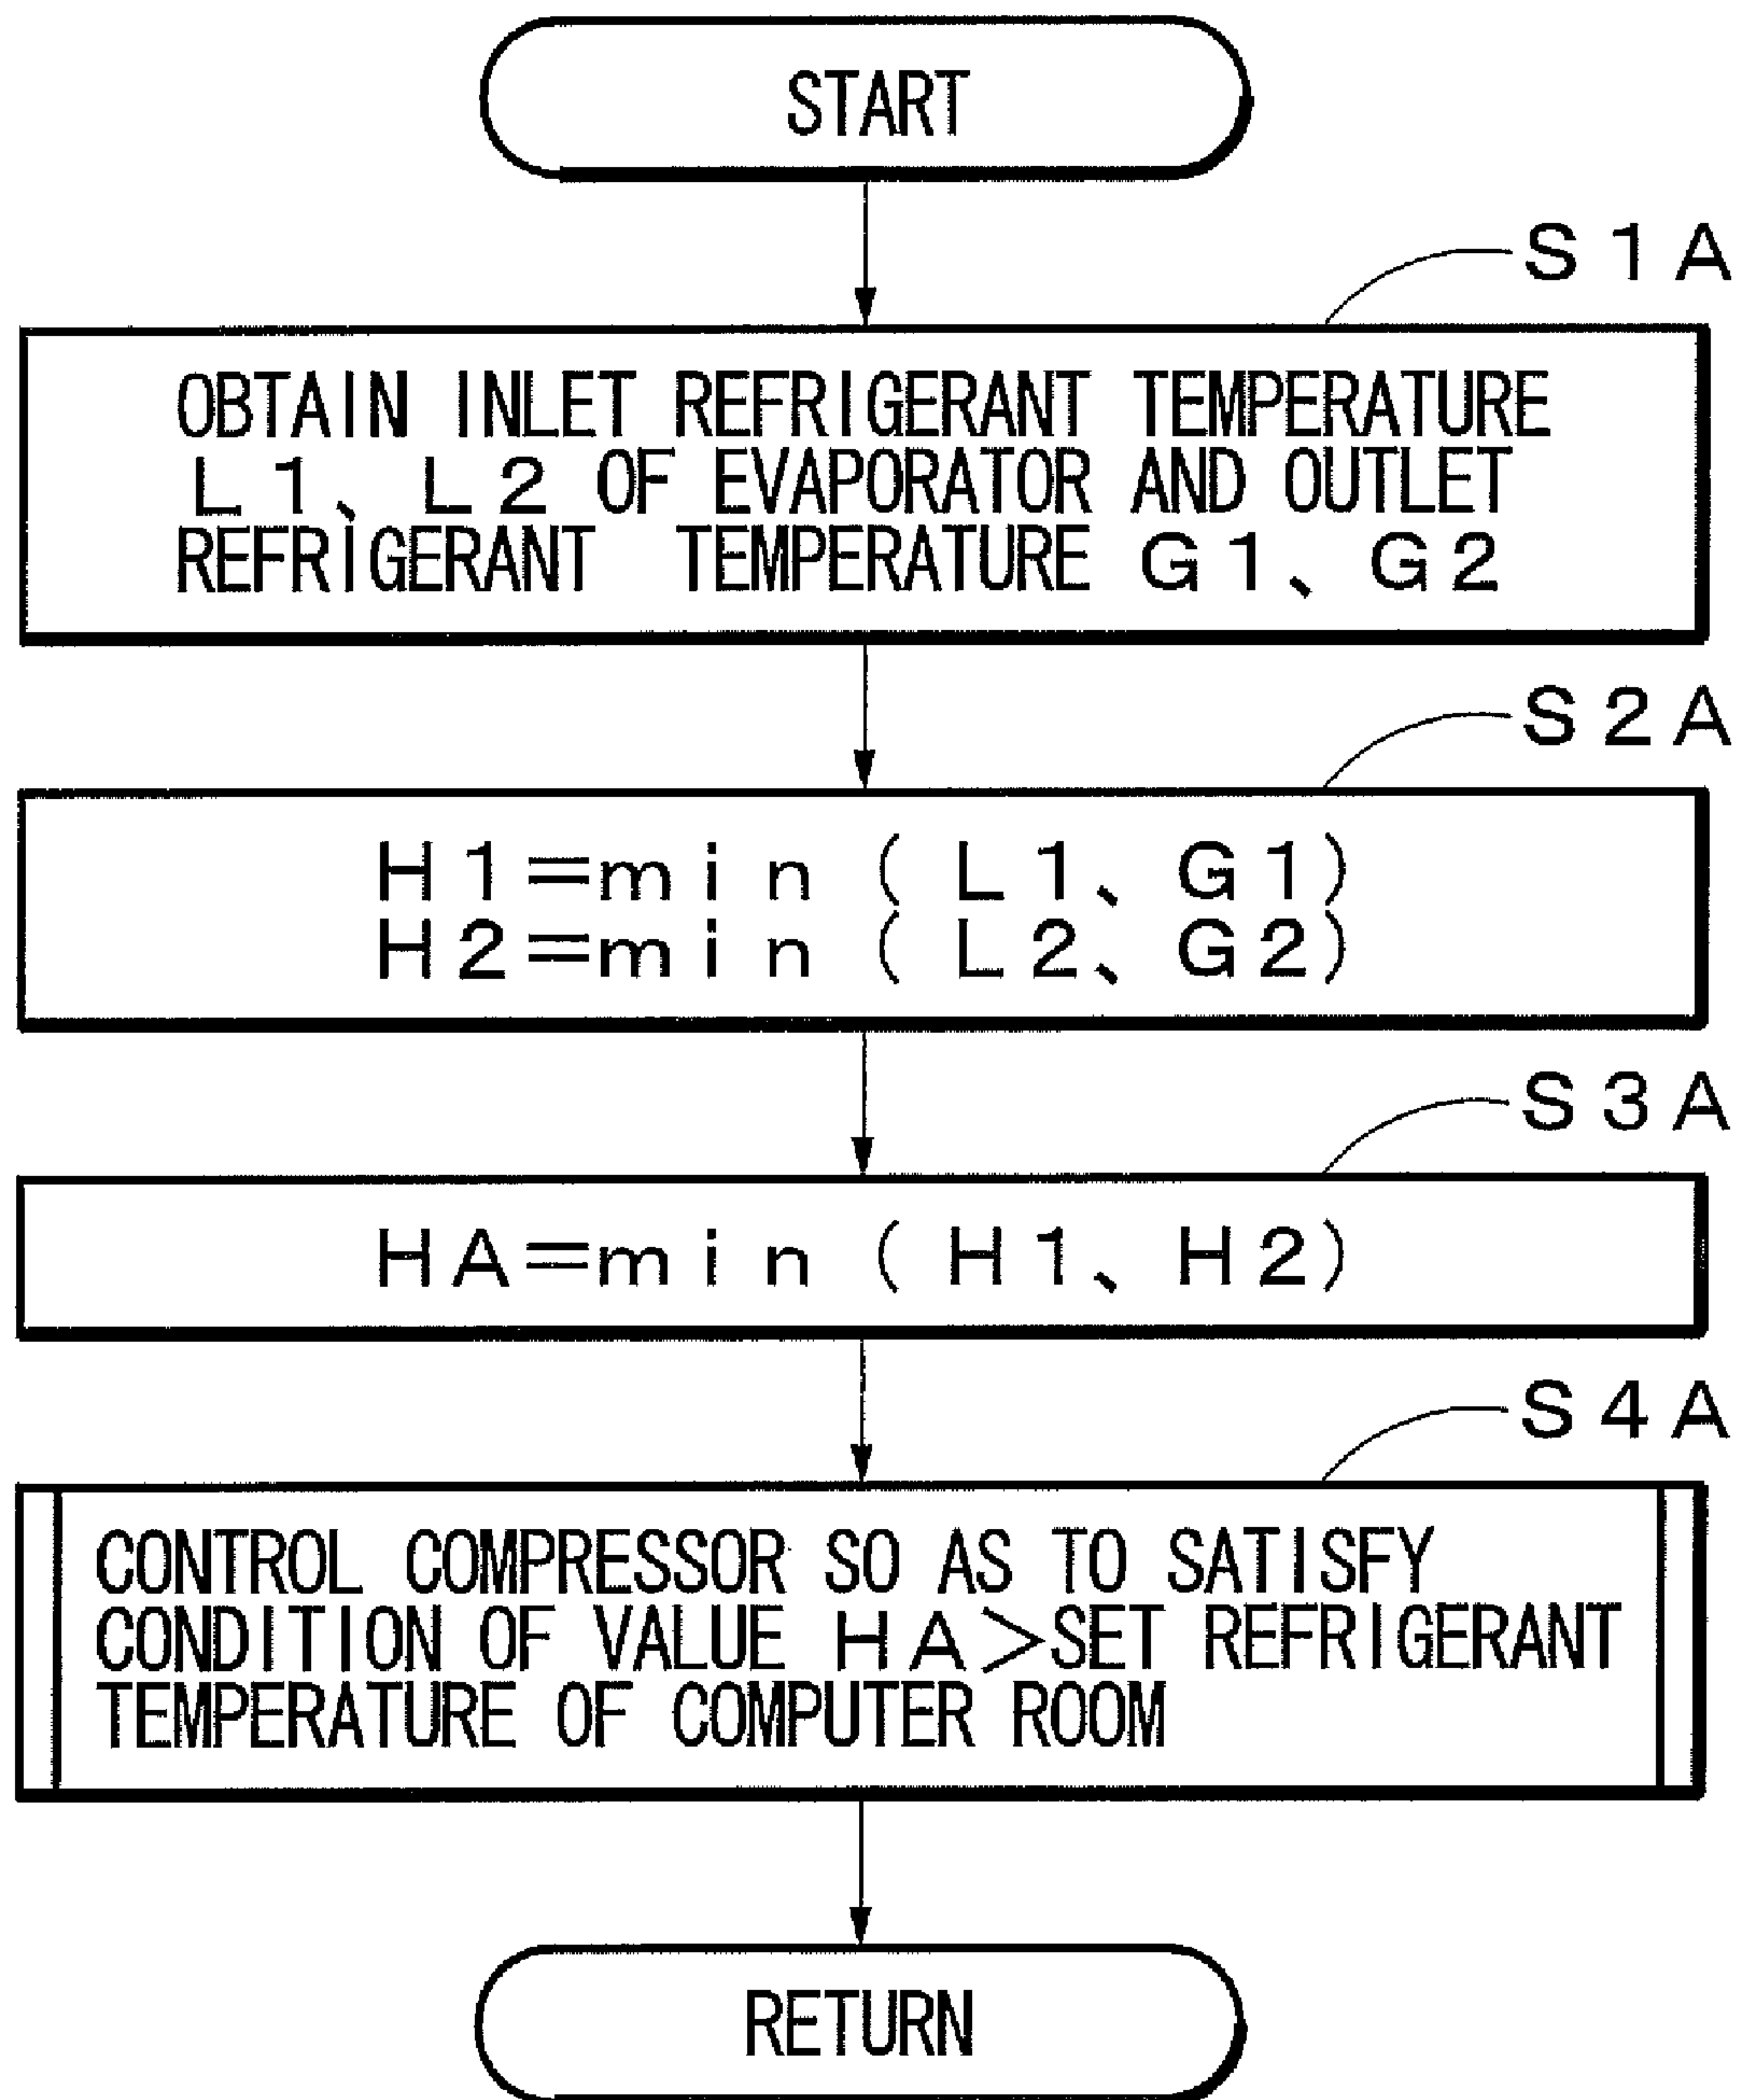 START
S1A
OBTAIN INLET REFRIGERANT TEMPERATURE
L1、L2 OF EVAPORATOR AND OUTLET
REFRIGERANT TEMPERATURE G1、G2
S2A
H1=min(L1、G1)
H2=min(L2、G2)
S3A
HA=min(H1、H2)
S4A
CONTROL COMPRESSOR SO AS TO SATISFY
CONDITION OF VALUE HA>SET REFRIGERANT
TEMPERATURE OF COMPUTER ROOM
RETURN